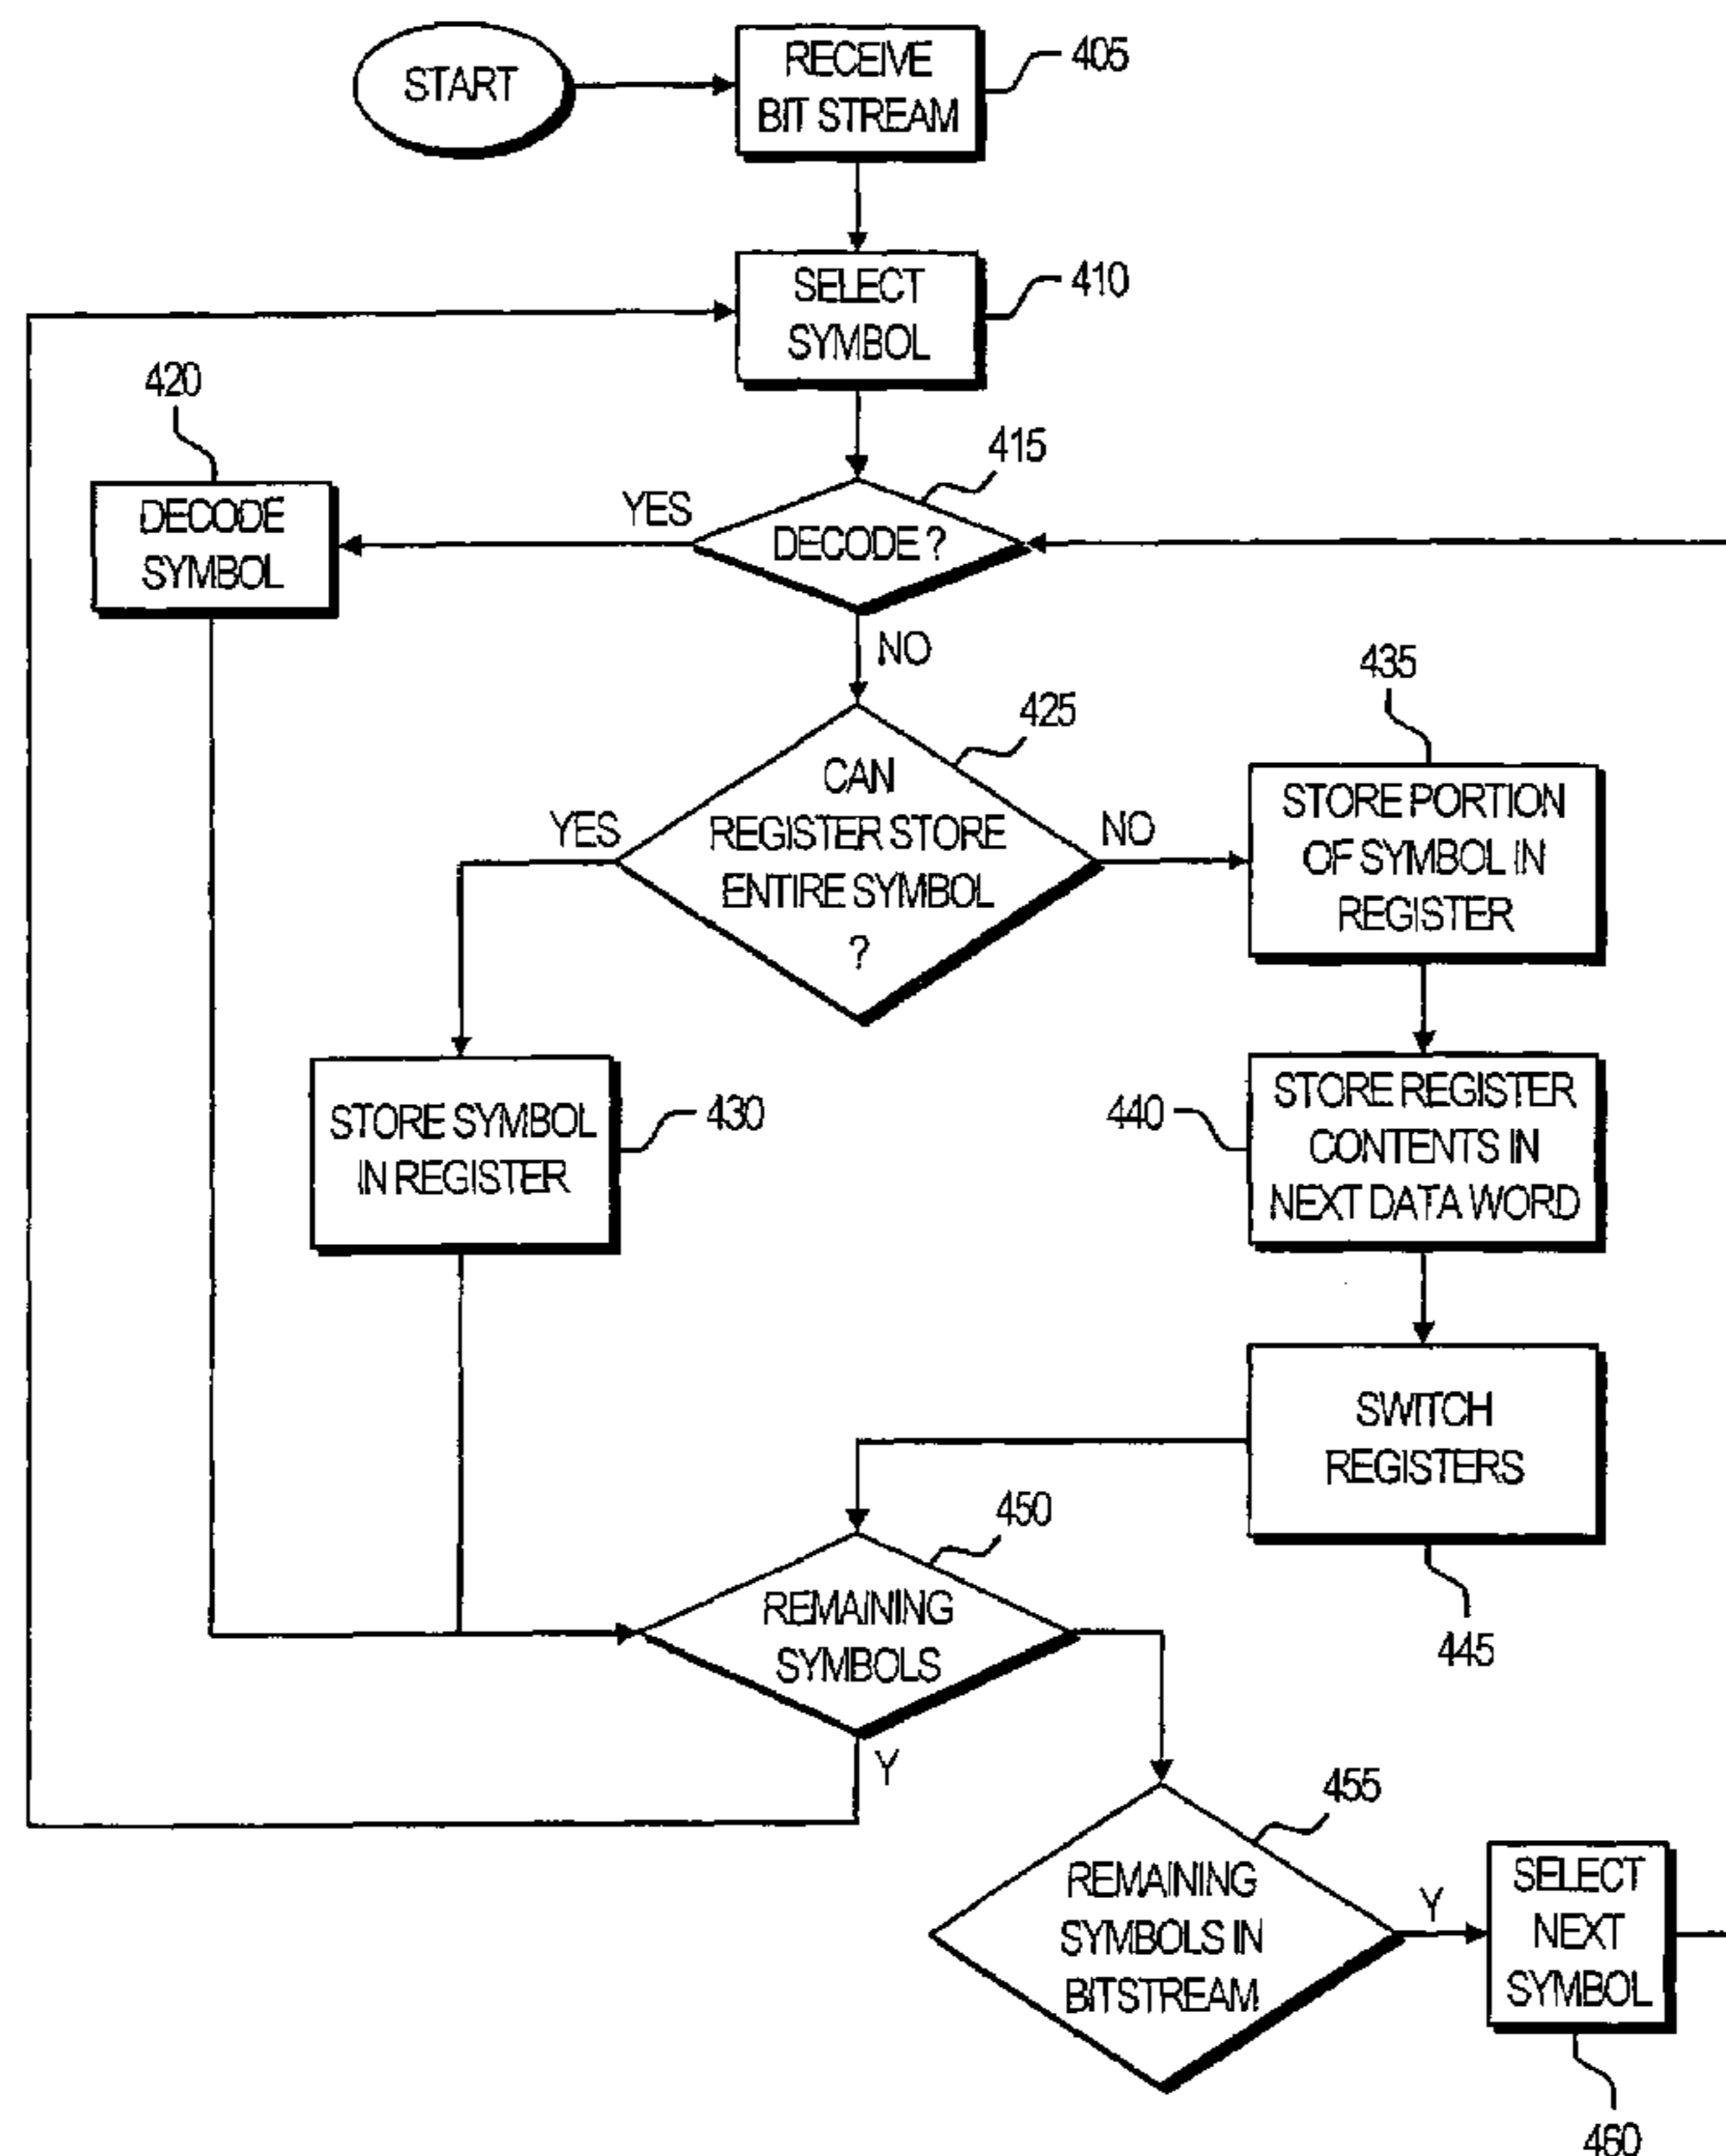 START
RECEIVE
BIT STREAM
405
SELECT
SYMBOL
410
420
415
DECODE
SYMBOL
YES
DECODE ?
NO
435
425
CAN
REGISTER STORE
ENTIRE SYMBOL
?
YES
NO
STORE PORTION
OF SYMBOL IN
REGISTER
STORE SYMBOL
IN REGISTER
430
440
STORE REGISTER
CONTENTS IN
NEXT DATA WORD
SWITCH
REGISTERS
445
450
REMAINING
SYMBOLS
Y
455
REMAINING
SYMBOLS IN
BITSTREAM
Y
SELECT
NEXT
SYMBOL
460